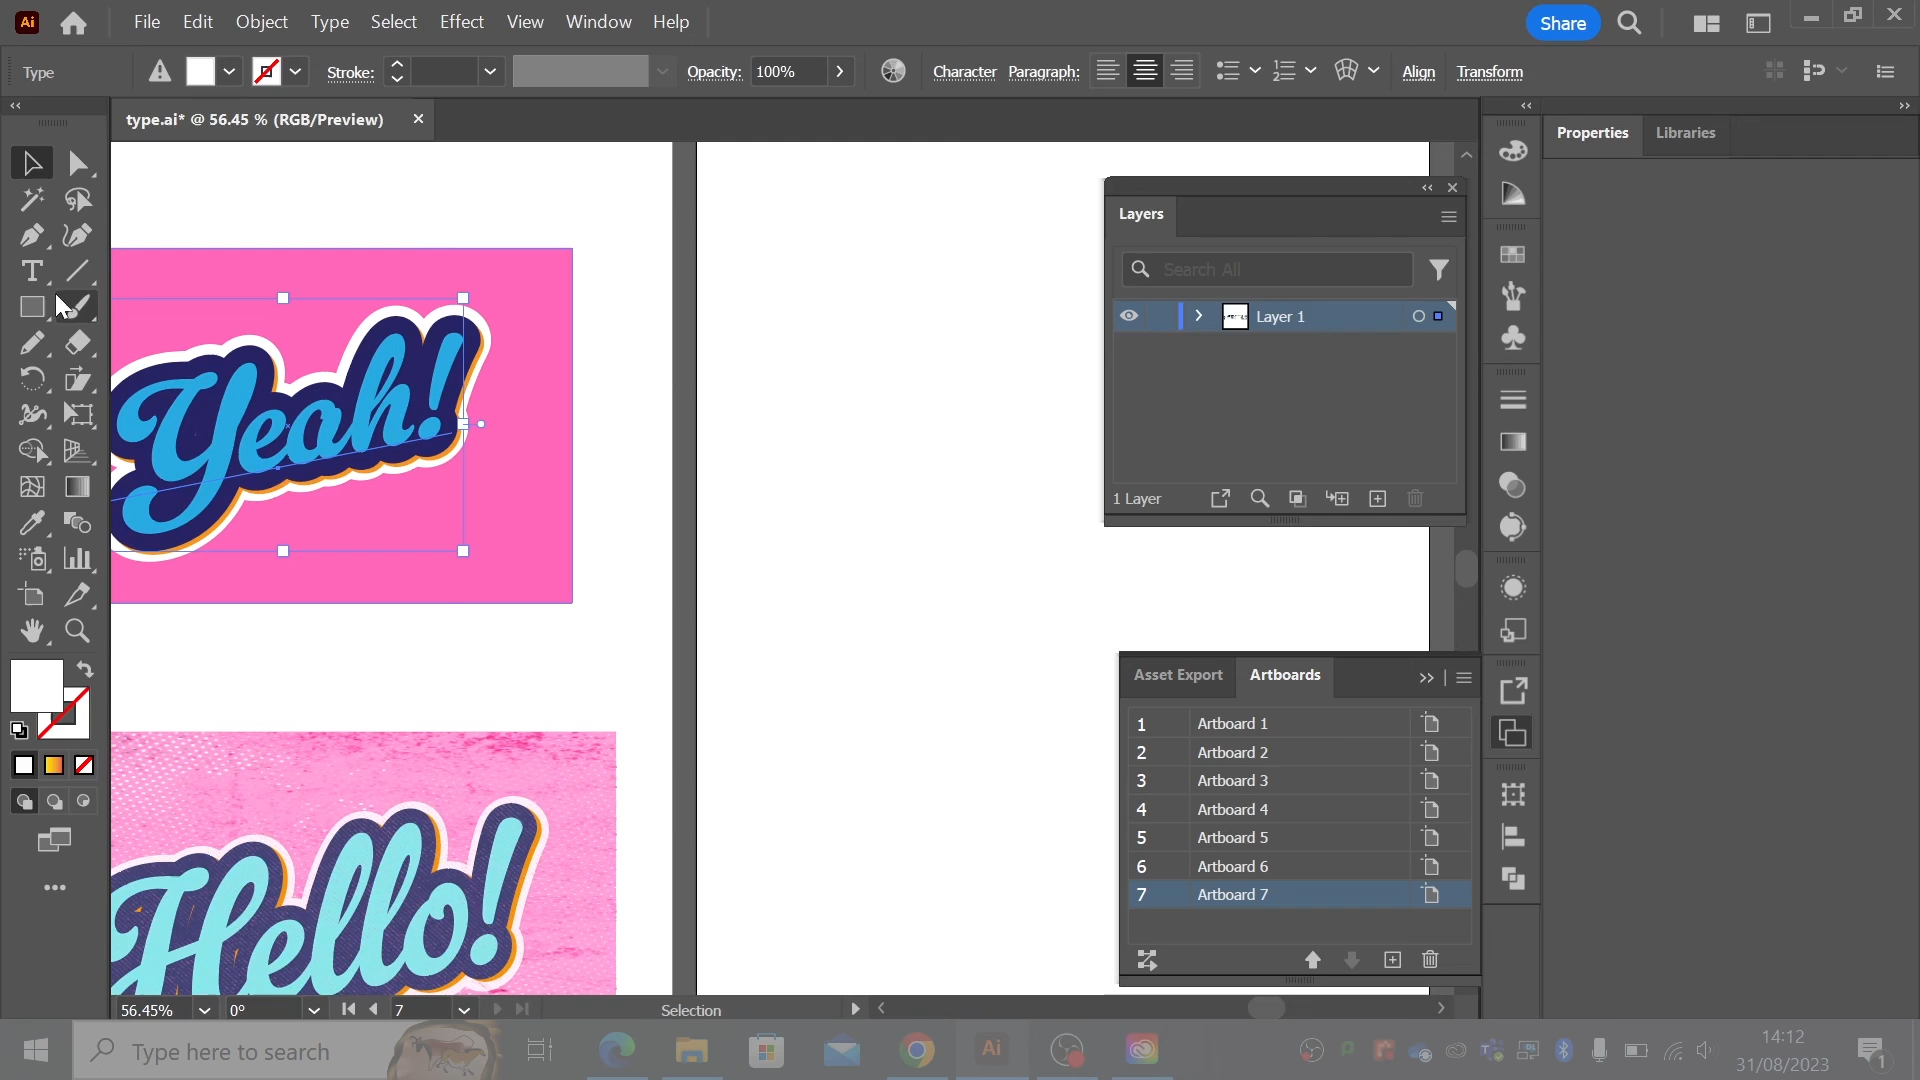 Ai File Edit Object Type Select Effect View Window Help Share
Type Stroke: Opacity: 100% Character Paragraph: Align Transform
type.ai* @ 56.45 % (RGB/Preview)
Properties Libraries
Layers
Search All
Layer 1
1 Layer
Yeah!
Hello!
Asset Export Artboards
1 Artboard 1
2 Artboard 2
3 Artboard 3
4 Artboard 4
5 Artboard 5
6 Artboard 6
7 Artboard 7
56.45% 0° 7 Selection
Type here to search
Ai
14:12
31/08/2023
1